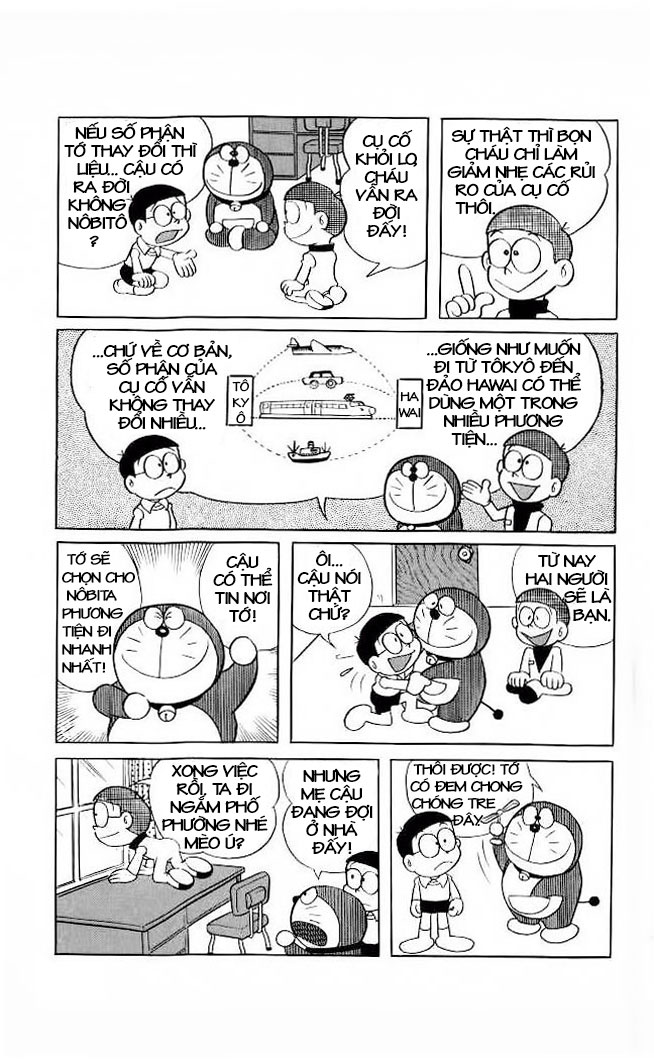 NẾU SỐ PHẬN
TỚ THAY ĐỔI THÌ
LIỆU... CẬU CÓ
RA ĐỜI
KHÔNG
NÔBITÔ
?
CỤ CỐ
KHỎI LO,
CHÁU
VẪN RA
ĐỜI
ĐẤY!
SỰ THẬT THÌ BỌN
CHÁU CHỈ LÀM
GIẢM NHẸ CÁC RỦI
RO CỦA CỤ CỐ
THÔI.
...CHỨ VỀ CƠ BẢN,
SỐ PHẬN CỦA
CỤ CỐ VẪN
KHÔNG THAY
ĐỔI NHIỀU...
TÔ
KY
Ô
HA
WAI
...GIỐNG NHƯ MUỐN
ĐI TỪ TÔKYÔ ĐẾN
ĐẢO HAWAI CÓ THỂ
DÙNG MỘT TRONG
NHIỀU PHƯƠNG
TIỆN...
TỚ SẼ
CHỌN CHO
NÔBITA
PHƯƠNG
TIỆN ĐI
NHANH
NHẤT!
CẬU
CÓ THỂ
TIN NƠI
TỚ!
ÔI...
CẬU NÓI
THẬT
CHỨ?
TỪ NAY
HAI NGƯỜI
SẼ LÀ
BẠN.
XONG VIỆC
RỒI, TA ĐI
NGẮM PHỐ
PHƯỜNG NHÉ
MÈO Ú?
NHƯNG
MẸ CẬU
ĐANG ĐỢI
Ở NHÀ
ĐẤY!
THÔI ĐƯỢC! TỚ
CÓ ĐEM CHONG
CHÓNG TRE
ĐÂY